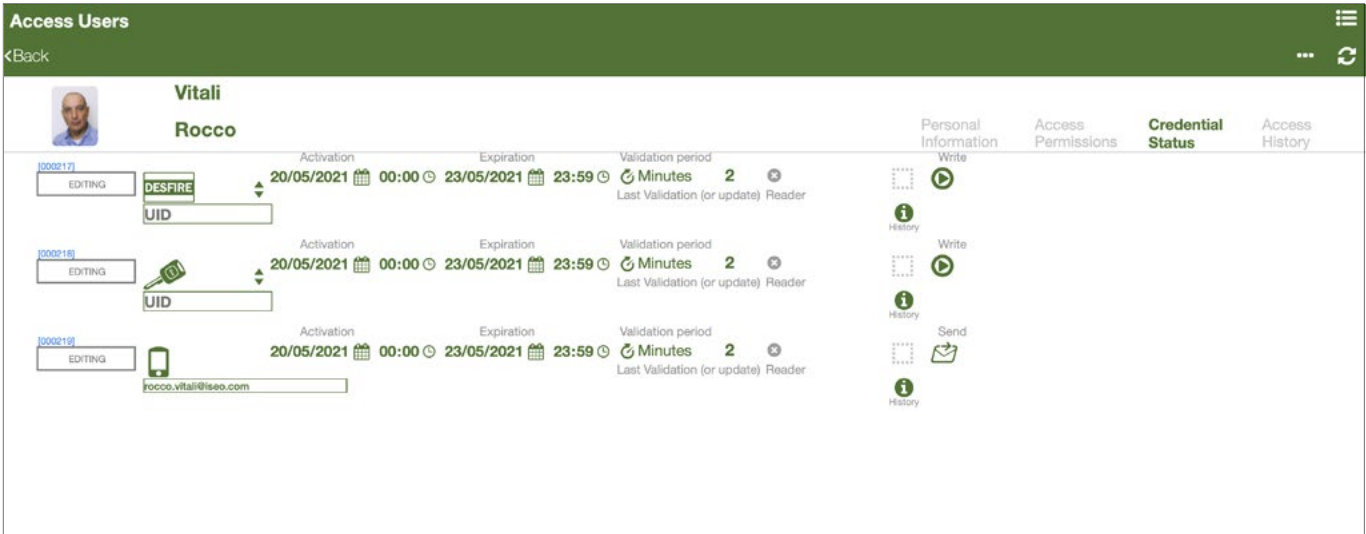 Access Users
Back
Vitali
Rocco
Personal Information
Access Permissions
Credential Status
Access History
Activation Expiration Validation period Write
[000217]
EDITING DESFIRE 20/05/2021 00:00 23/05/2021 23:59 Minutes 2
Last Validation (or update) Reader
UID
History
Activation Expiration Validation period Write
[000218]
EDITING 20/05/2021 00:00 23/05/2021 23:59 Minutes 2
Last Validation (or update) Reader
UID
History
Activation Expiration Validation period Send
[000219]
EDITING 20/05/2021 00:00 23/05/2021 23:59 Minutes 2
Last Validation (or update) Reader
rocco.vitali@iseo.com
History